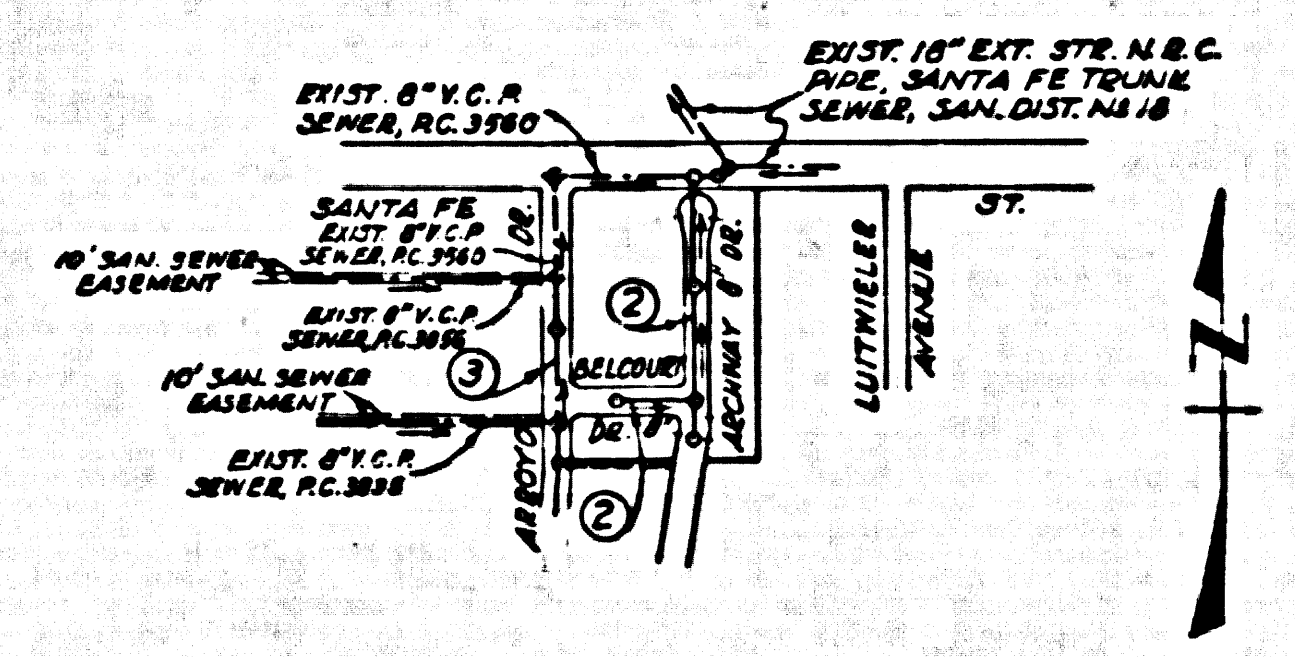 EXIST. 18" EXT. STR. N.R.C.
PIPE, SANTA FE TRUNK
SEWER, SAN. DIST. No 18
EXIST. 8" V.C.P.
SEWER, P.C. 3560
SANTA FE
ST.
EXIST. 8" V.C.P.
SEWER, P.C. 3560
DR.
10' SAN. SEWER
EASEMENT
EXIST. 8" V.C.P.
SEWER, P.C.
2
ARCHWAY 8" DR.
LUITWIELER
AVENUE
Z
3
BELCOURT
10' SAN. SEWER
EASEMENT
DR. 8"
EXIST. 8" V.C.P.
SEWER, P.C.
ARROYO
2